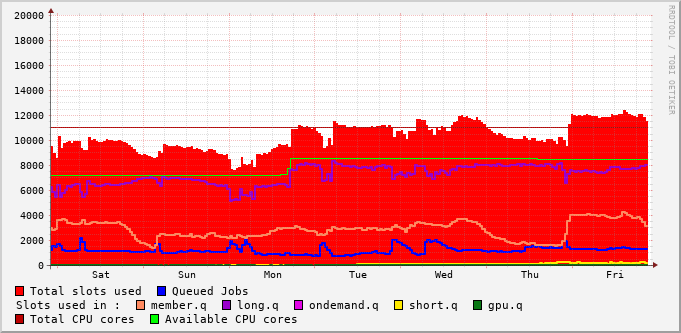 RRDTOOL / TOBI OETIKER
20000
18000
16000
14000
12000
10000
8000
6000
4000
2000
0
Sat Sun Mon Tue Wed Thu Fri
Total slots used Queued Jobs
Slots used in : member.q long.q ondemand.q short.q gpu.q
Total CPU cores Available CPU cores